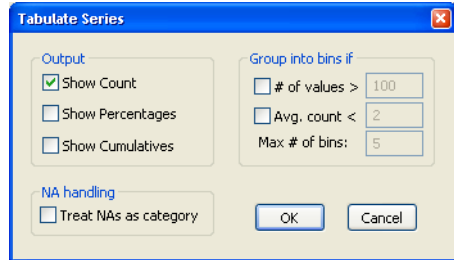 Tabulate Series
Output
Show Count
Show Percentages
Show Cumulatives
Group into bins if
# of values > 100
Avg. count < 2
Max # of bins: 5
NA handling
Treat NAs as category
OK
Cancel